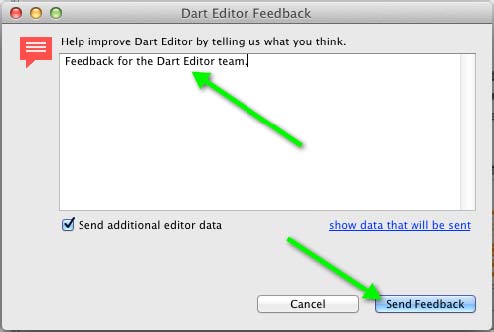 Dart Editor Feedback
Help improve Dart Editor by telling us what you think.
Feedback for the Dart Editor team.
Send additional editor data
show data that will be sent
Cancel
Send Feedback